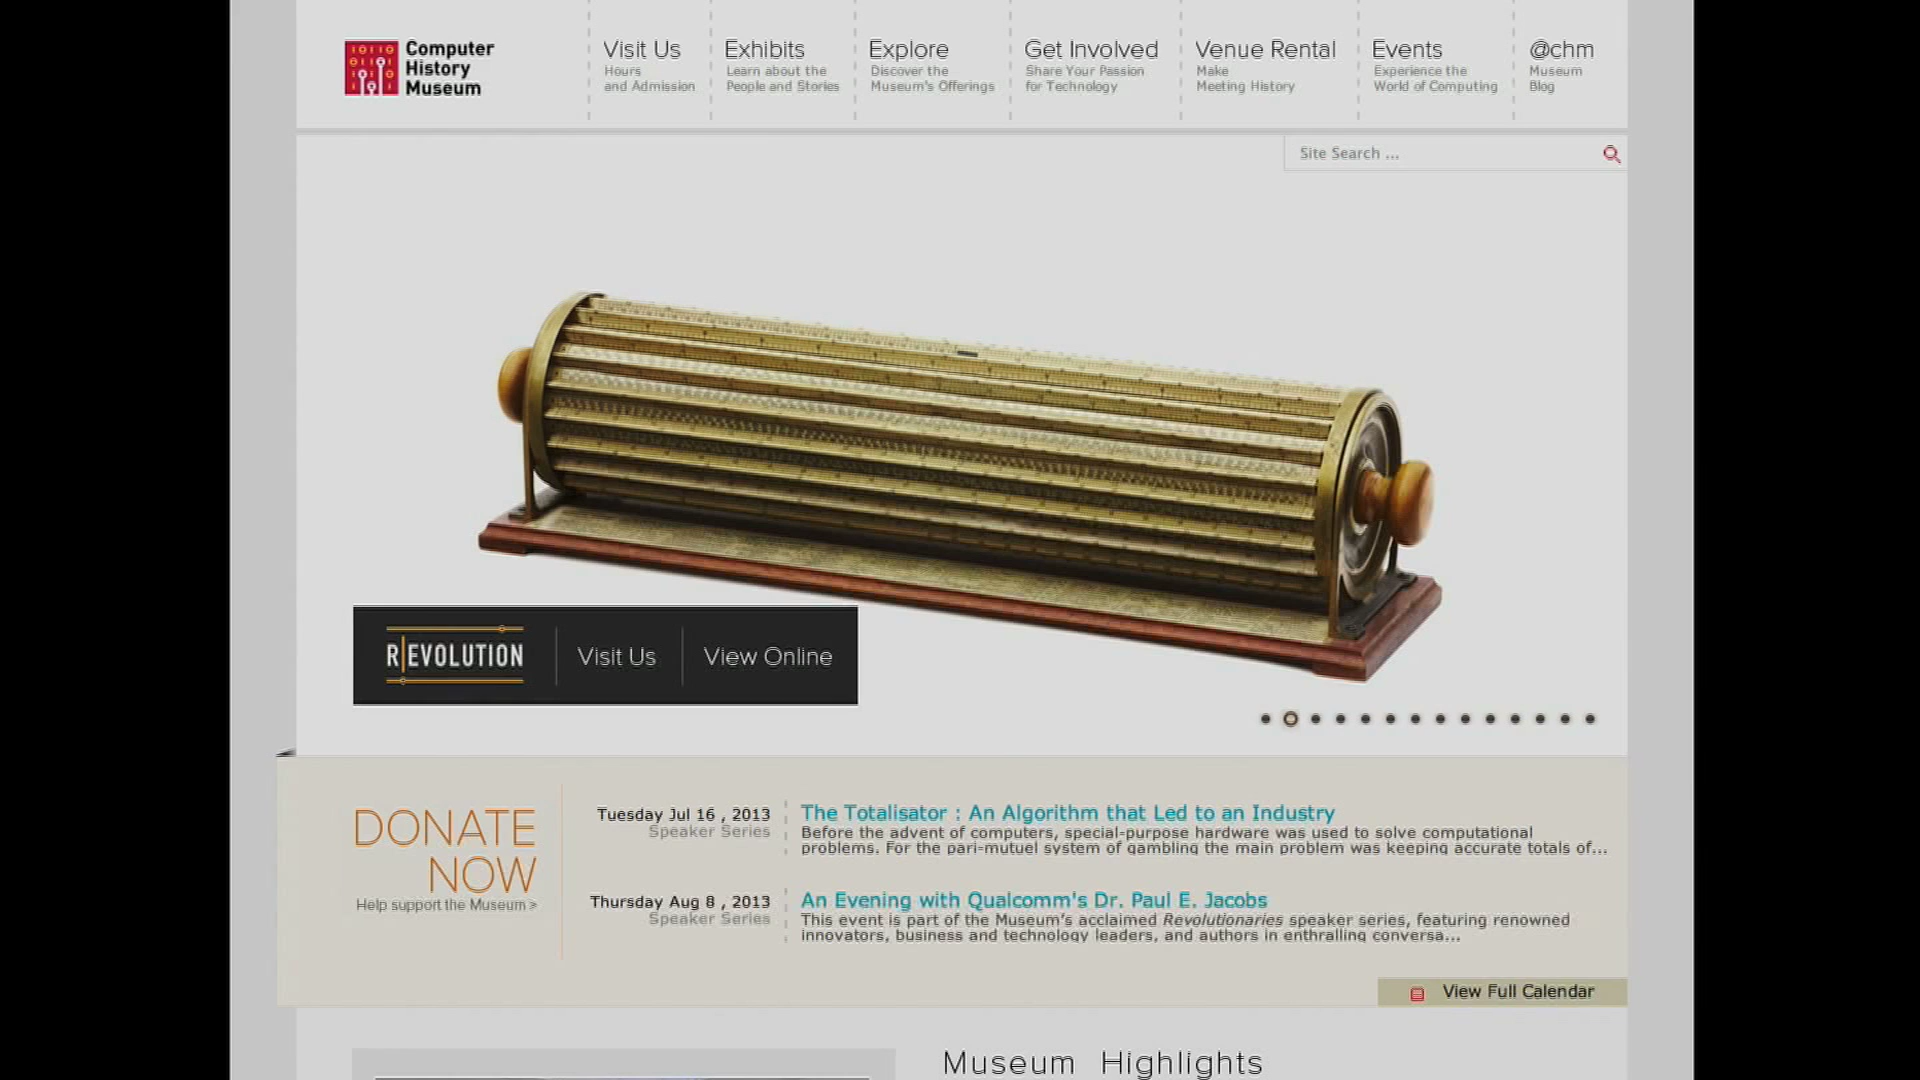 Computer
History
Museum
Visit Us
Hours
and Admission
Exhibits
Learn about the
People and Stories
Explore
Discover the
Museum's Offerings
Get Involved
Share Your Passion
for Technology
Venue Rental
Make
Meeting History
Events
Experience the
World of Computing
@chm
Museum
Blog
Site Search ...
R|EVOLUTION
Visit Us
View Online
DONATE
NOW
Help support the Museum >
Tuesday Jul 16 , 2013
Speaker Series
The Totalisator : An Algorithm that Led to an Industry
Before the advent of computers, special-purpose hardware was used to solve computational
problems. For the pari-mutuel system of gambling the main problem was keeping accurate totals of...
Thursday Aug 8 , 2013
Speaker Series
An Evening with Qualcomm's Dr. Paul E. Jacobs
This event is part of the Museum's acclaimed Revolutionaries speaker series, featuring renowned
innovators, business and technology leaders, and authors in enthralling conversa...
View Full Calendar
Museum Highlights